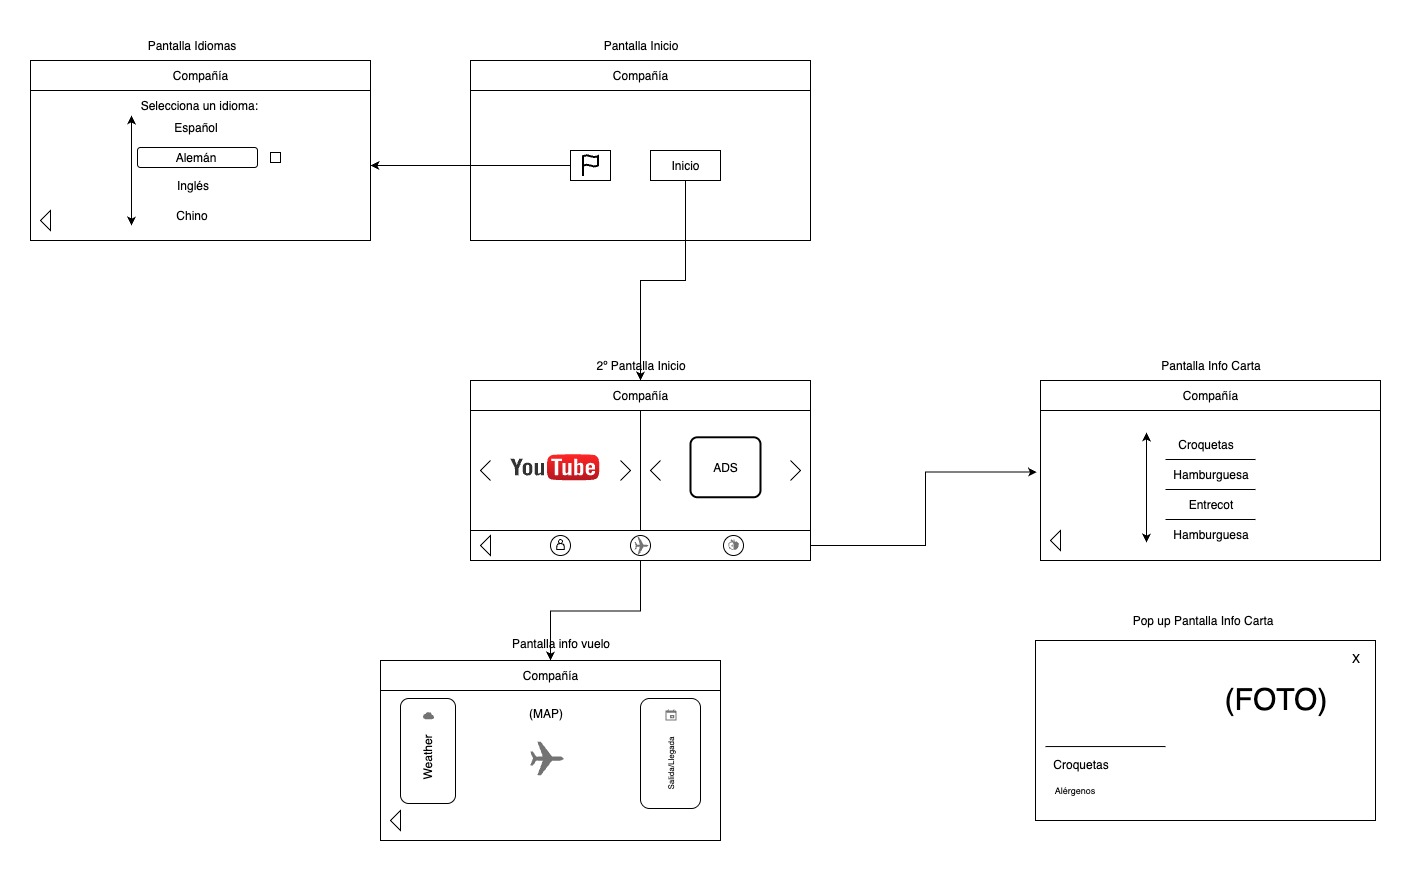 Pantalla Idiomas
Compañía
Selecciona un idioma:
Español
Alemán
Inglés
Chino
Pantalla Inicio
Compañía
Inicio
2º Pantalla Inicio
Compañía
YouTube
ADS
Pantalla Info Carta
Compañía
Croquetas
Hamburguesa
Entrecot
Hamburguesa
Pantalla info vuelo
Compañía
Weather
(MAP)
Salida/Llegada
Pop up Pantalla Info Carta
X
(FOTO)
Croquetas
Alérgenos